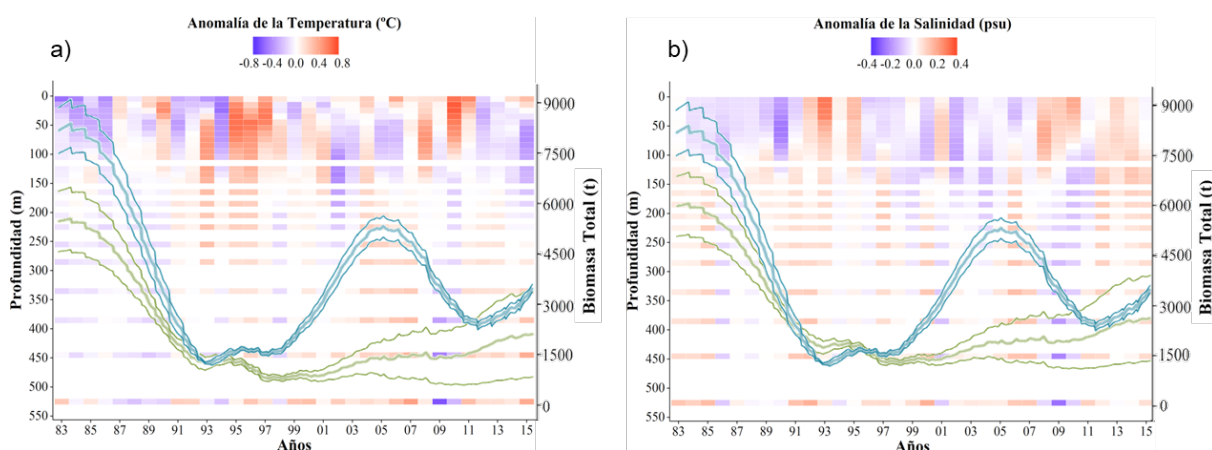 Anomalía de la Temperatura (ºC)
a)
-0.8 -0.4 0.0 0.4 0.8
0
50
100
150
200
250
300
350
400
450
500
550
Profundidad (m)
9000
7500
6000
4500
3000
1500
0
Biomasa Total (t)
83 85 87 89 91 93 95 97 99 01 03 05 07 09 11 13 15
Años
Anomalía de la Salinidad (psu)
b)
-0.4 -0.2 0.0 0.2 0.4
0
50
100
150
200
250
300
350
400
450
500
550
Profundidad (m)
9000
7500
6000
4500
3000
1500
0
Biomasa Total (t)
83 85 87 89 91 93 95 97 99 01 03 05 07 09 11 13 15
Años